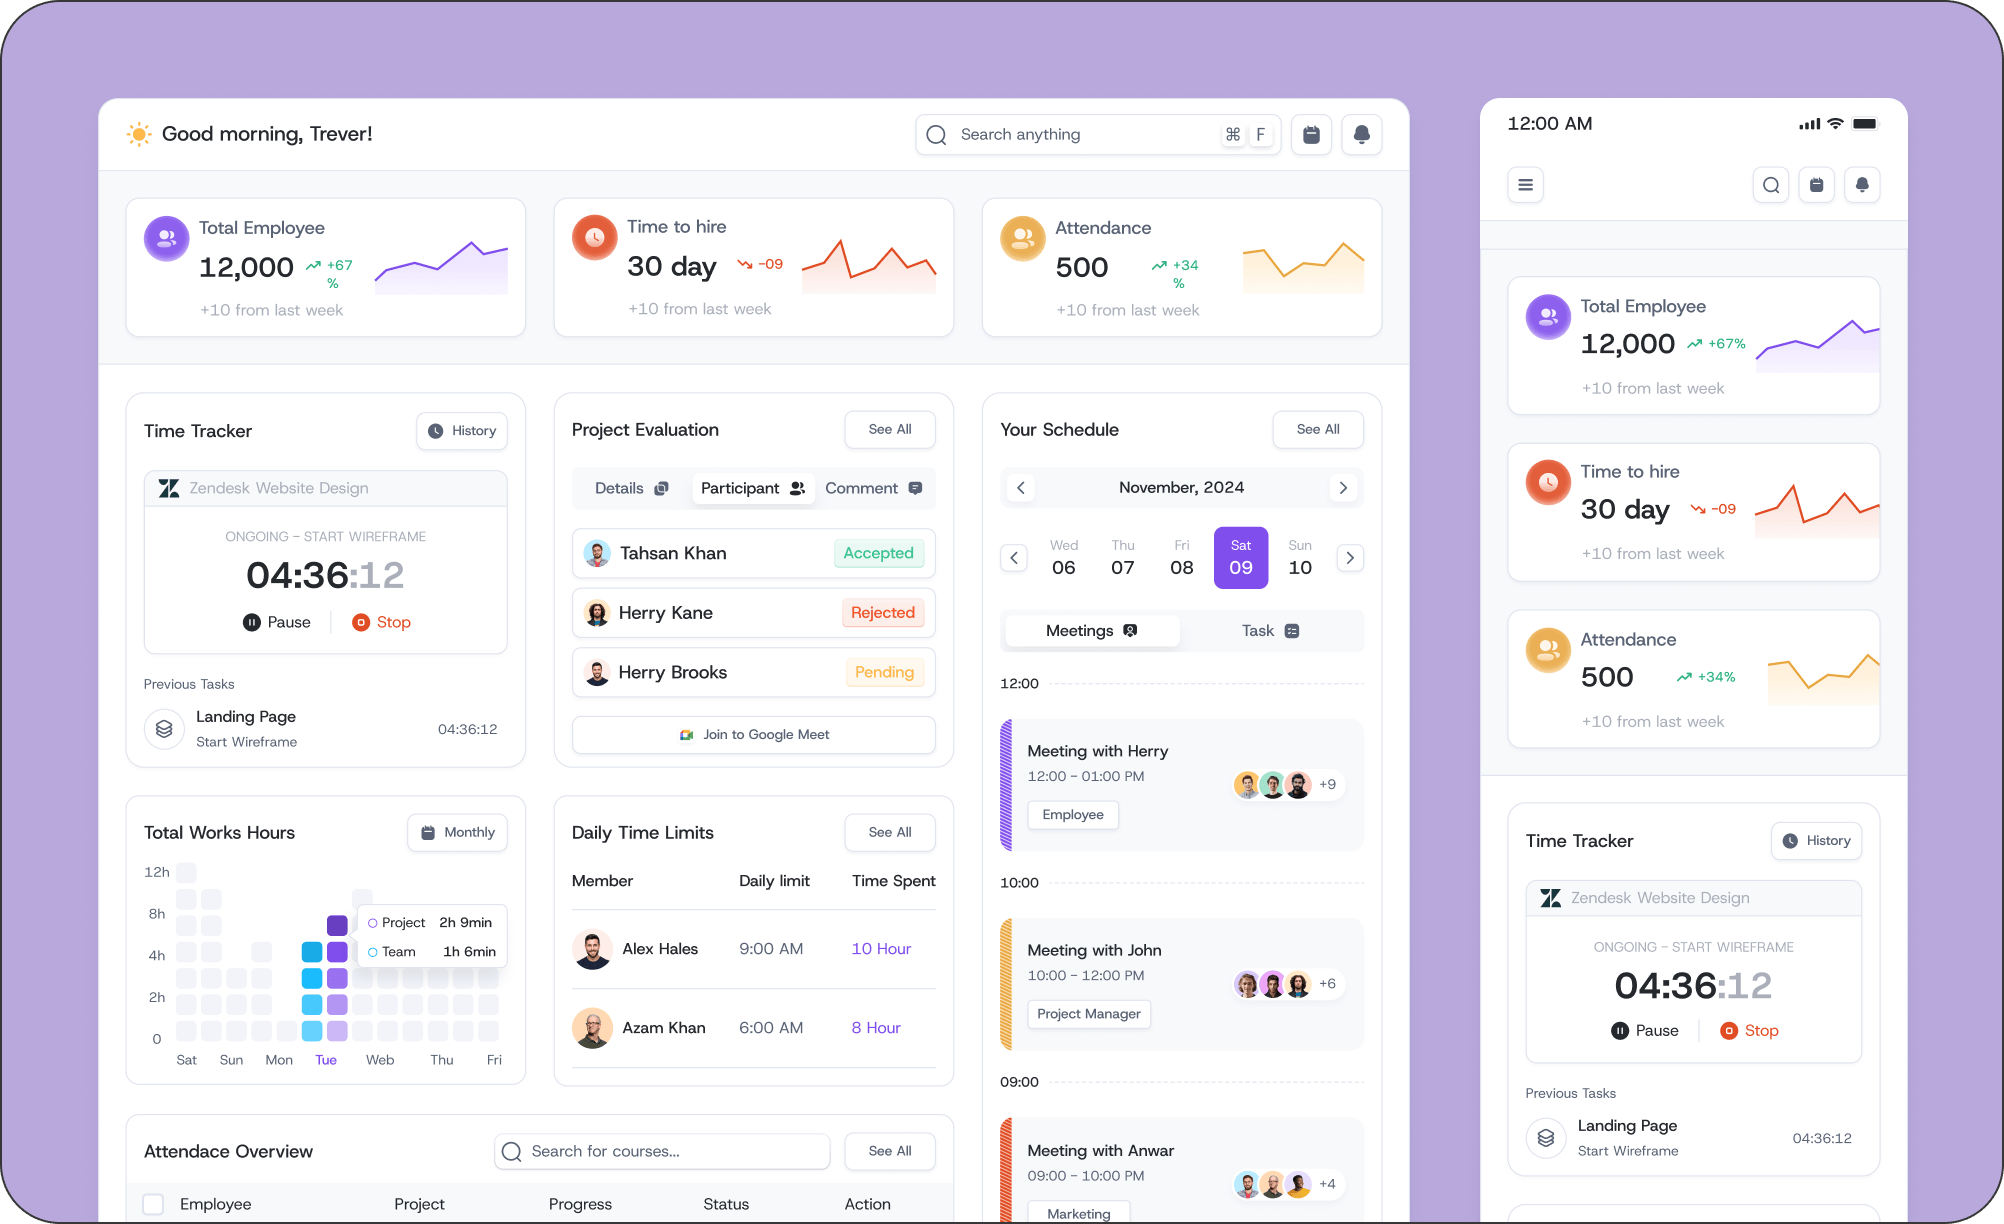 Good morning, Trever!
Search anything
⌘ F
Total Employee
12,000
+67
%
+10 from last week
Time to hire
30 day
-09
+10 from last week
Attendance
500
+34
%
+10 from last week
Time Tracker
History
Zendesk Website Design
ONGOING - START WIREFRAME
04:36:12
Pause
Stop
Previous Tasks
Landing Page
Start Wireframe
04:36:12
Project Evaluation
See All
Details
Participant
Comment
Tahsan Khan
Accepted
Herry Kane
Rejected
Herry Brooks
Pending
Join to Google Meet
Your Schedule
See All
November, 2024
Wed Thu Fri Sat Sun
06 07 08 09 10
Meetings
Task
12:00
Meeting with Herry
12:00 - 01:00 PM
+9
Employee
10:00
Meeting with John
10:00 - 12:00 PM
+6
Project Manager
09:00
Meeting with Anwar
09:00 - 10:00 PM
+4
Marketing
Total Works Hours
Monthly
12h
8h
4h
2h
0
Project 2h 9min
Team 1h 6min
Sat Sun Mon Tue Web Thu Fri
Daily Time Limits
See All
Member Daily limit Time Spent
Alex Hales 9:00 AM 10 Hour
Azam Khan 6:00 AM 8 Hour
Attendace Overview
Search for courses...
See All
Employee Project Progress Status Action
12:00 AM
Total Employee
12,000
+67%
+10 from last week
Time to hire
30 day
-09
+10 from last week
Attendance
500
+34%
+10 from last week
Time Tracker
History
Zendesk Website Design
ONGOING - START WIREFRAME
04:36:12
Pause
Stop
Previous Tasks
Landing Page
Start Wireframe
04:36:12